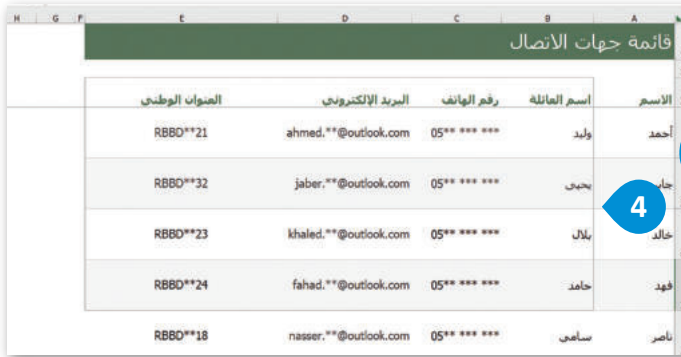 H G F E D C B A
قائمة جهات الاتصال
الاسم اسم العائلة رقم الهاتف البريد الإلكتروني العنوان الوطني
أحمد وليد 05** *** *** ahmed.**@outlook.com RBBD**21
يحيى 05** *** *** jaber.**@outlook.com RBBD**32
4
خالد بلال 05** *** *** khaled.**@outlook.com RBBD**23
فهد حامد 05** *** *** fahad.**@outlook.com RBBD**24
ناصر سامي 05** *** *** nasser.**@outlook.com RBBD**18